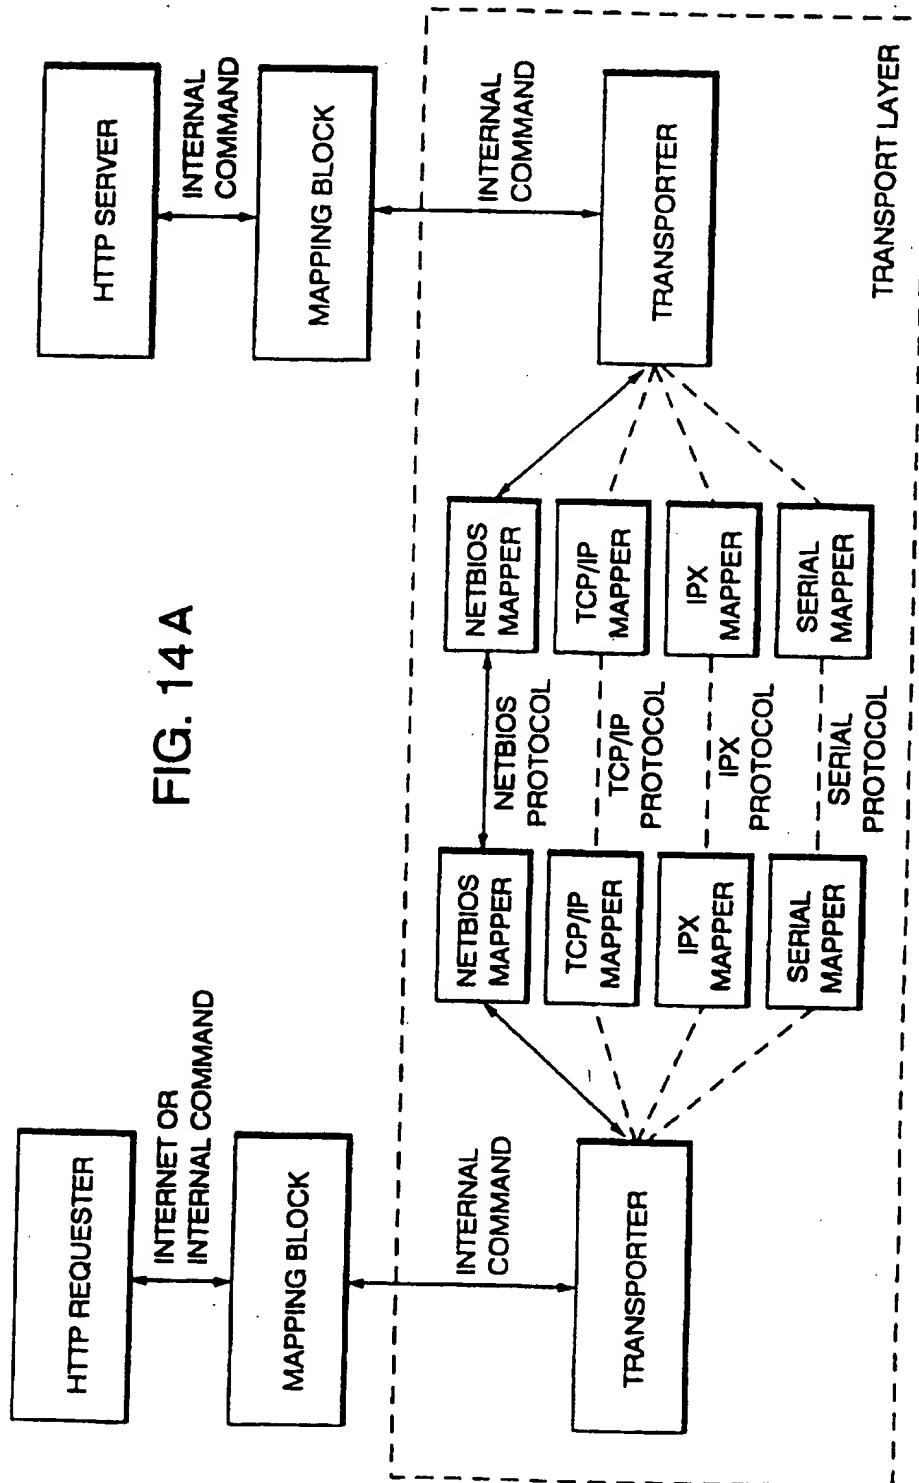 FIG. 14A
HTTP REQUESTER
INTERNET OR
INTERNAL COMMAND
MAPPING BLOCK
INTERNAL
COMMAND
TRANSPORTER
HTTP SERVER
INTERNAL
COMMAND
MAPPING BLOCK
INTERNAL
COMMAND
TRANSPORTER
NETBIOS
MAPPER
NETBIOS
PROTOCOL
NETBIOS
MAPPER
TCP/IP
MAPPER
TCP/IP
PROTOCOL
TCP/IP
MAPPER
IPX
MAPPER
IPX
PROTOCOL
IPX
MAPPER
SERIAL
MAPPER
SERIAL
PROTOCOL
SERIAL
MAPPER
TRANSPORT LAYER